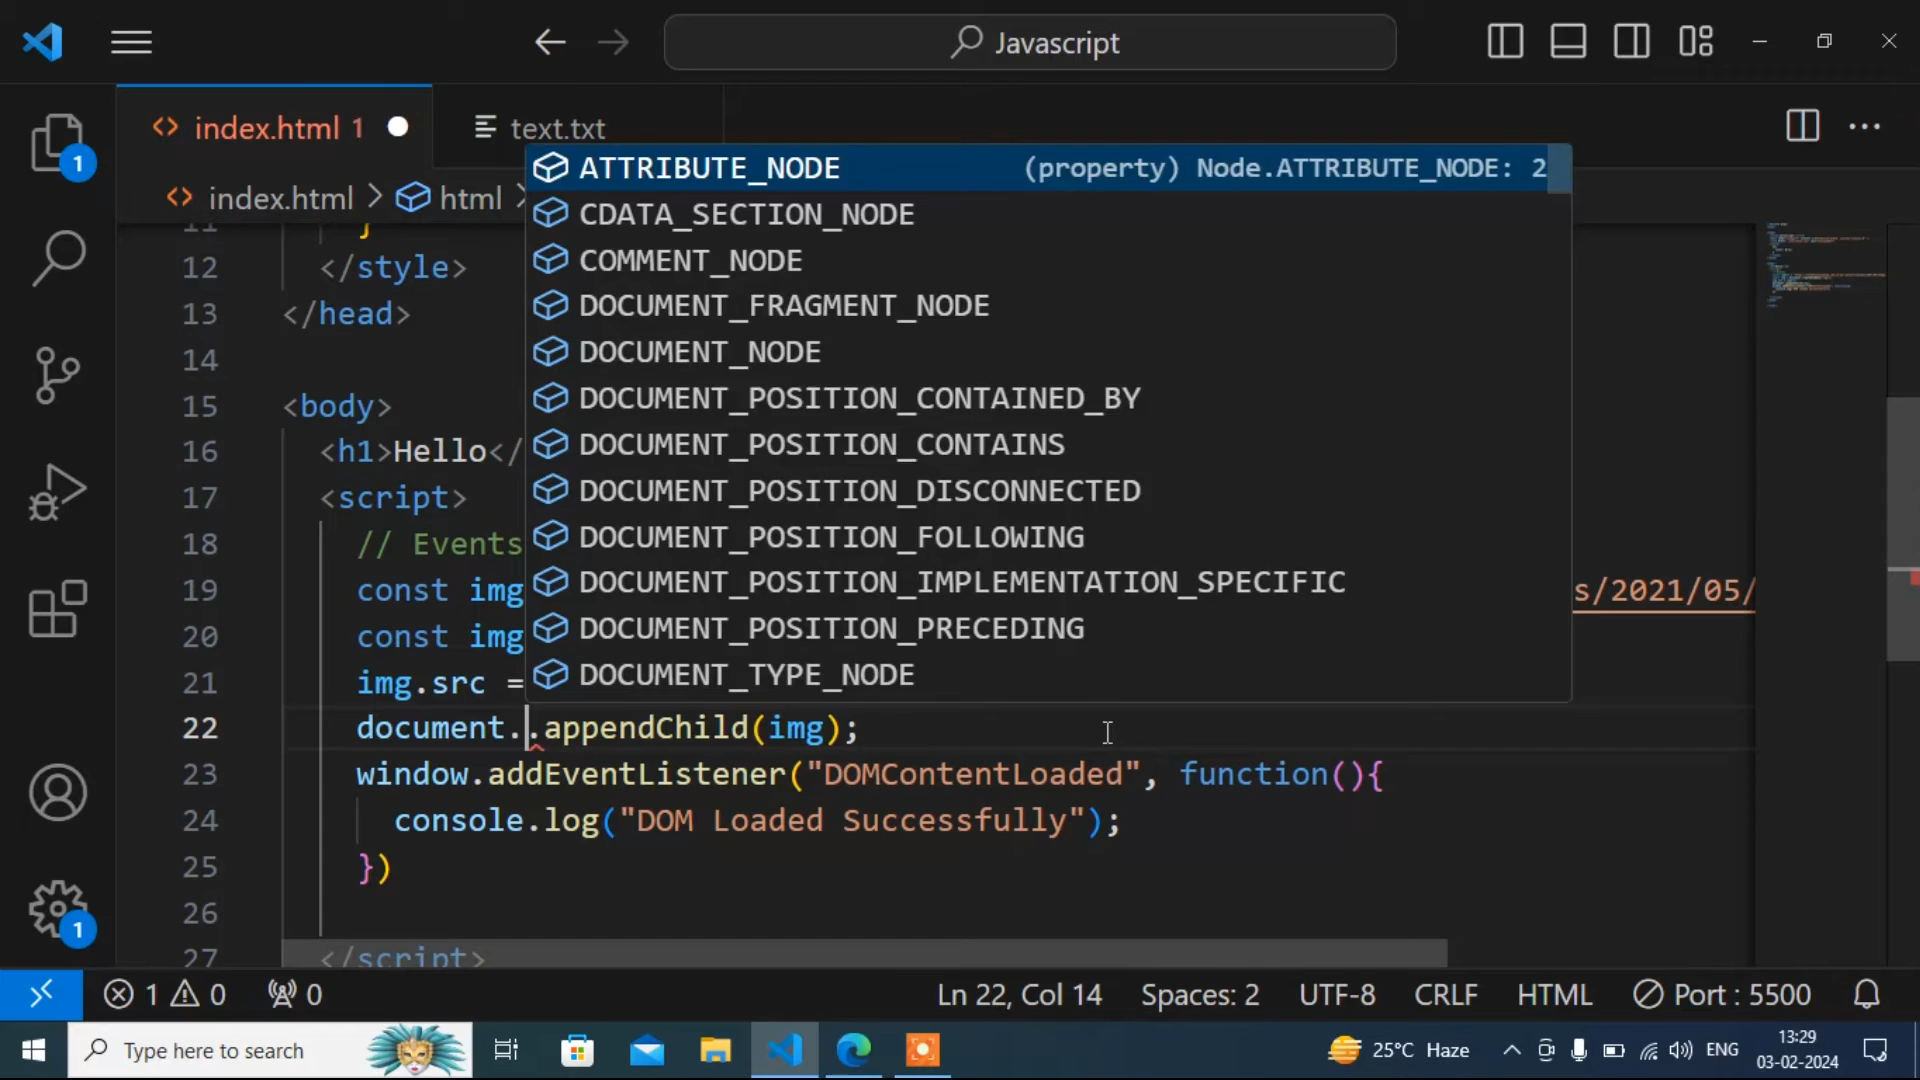 Javascript
index.html 1
text.txt
1
index.html > html >
ATTRIBUTE_NODE (property) Node.ATTRIBUTE_NODE: 2
CDATA_SECTION_NODE
COMMENT_NODE
DOCUMENT_FRAGMENT_NODE
DOCUMENT_NODE
DOCUMENT_POSITION_CONTAINED_BY
DOCUMENT_POSITION_CONTAINS
DOCUMENT_POSITION_DISCONNECTED
DOCUMENT_POSITION_FOLLOWING
DOCUMENT_POSITION_IMPLEMENTATION_SPECIFIC
DOCUMENT_POSITION_PRECEDING
DOCUMENT_TYPE_NODE
11 }
12 </style>
13 </head>
14
15 <body>
16 <h1>Hello</
17 <script>
18 // Events
19 const img s/2021/05/
20 const img
21 img.src =
22 document..appendChild(img);
23 window.addEventListener("DOMContentLoaded", function(){
24 console.log("DOM Loaded Successfully");
25 })
26
27 </script>
1
1 0 0 Ln 22, Col 14 Spaces: 2 UTF-8 CRLF HTML Port : 5500
Type here to search
25°C Haze
ENG
13:29
03-02-2024